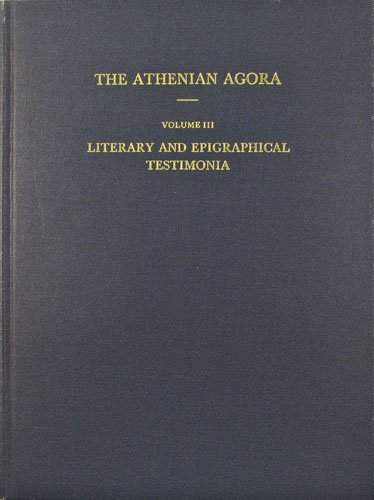 THE ATHENIAN AGORA
VOLUME III
LITERARY AND EPIGRAPHICAL
TESTIMONIA